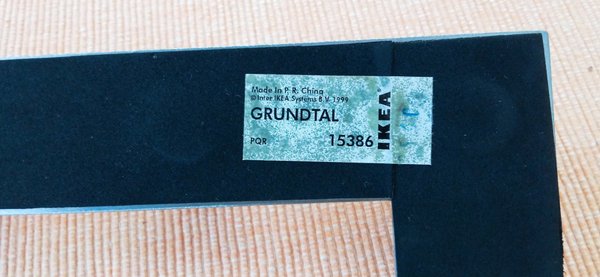 Made in P. R. China
© Inter IKEA Systems B.V. 1999
GRUNDTAL
PQR 15386
IKEA